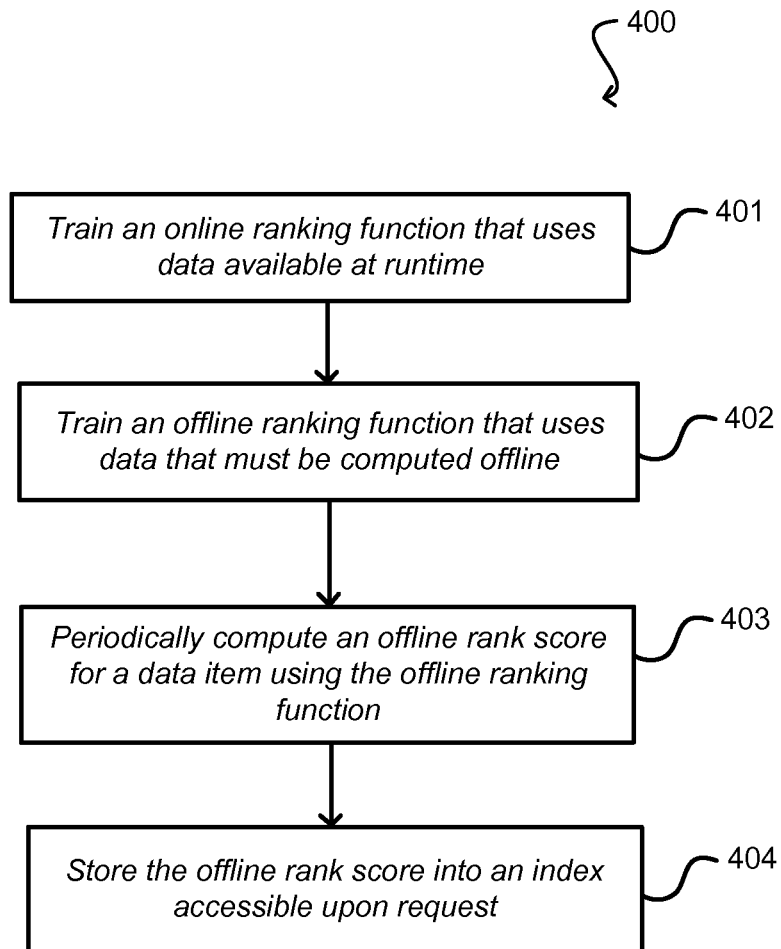 400
Train an online ranking function that uses
data available at runtime
401
Train an offline ranking function that uses
data that must be computed offline
402
Periodically compute an offline rank score
for a data item using the offline ranking
function
403
Store the offline rank score into an index
accessible upon request
404